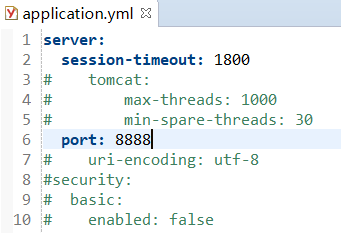 application.yml
1 server:
2   session-timeout: 1800
3 #    tomcat:
4 #        max-threads: 1000
5 #        min-spare-threads: 30
6   port: 8888
7 #    uri-encoding: utf-8
8 #security:
9 #  basic:
10 #    enabled: false